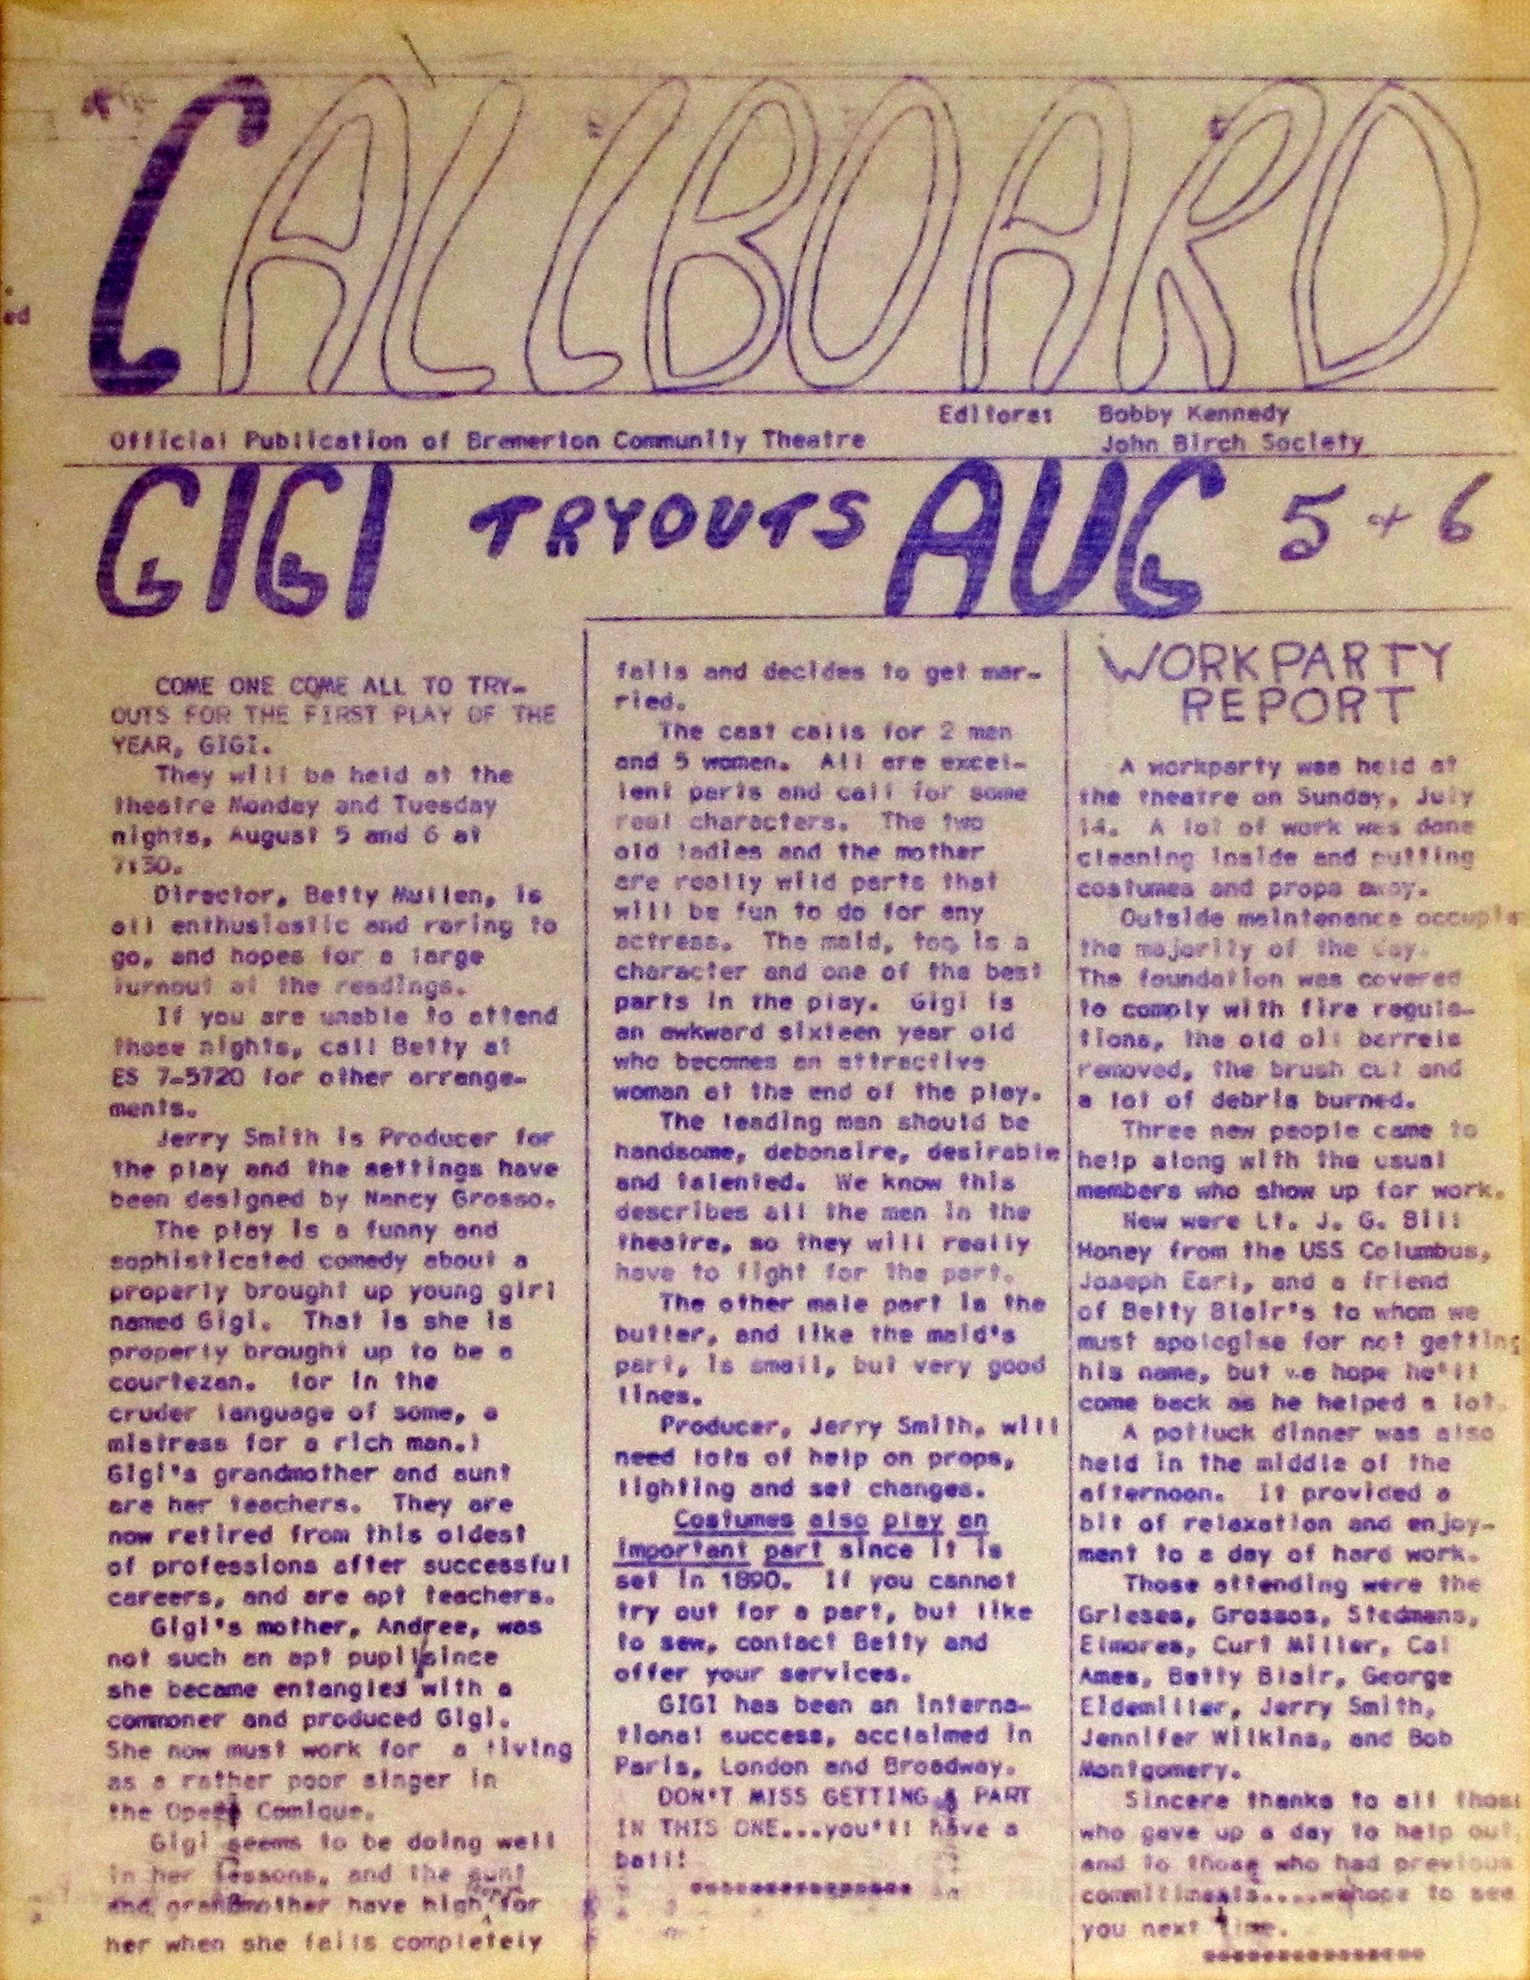 CALLBOARD
Editors: Bobby Kennedy
Official Publication of Bremerton Community Theatre John Birch Society
GIGI TRYOUTS AUG 5 + 6
COME ONE COME ALL TO TRY-
OUTS FOR THE FIRST PLAY OF THE
YEAR, GIGI.
They will be held at the
theatre Monday and Tuesday
nights, August 5 and 6 at
7:30.
Director, Betty Mullen, is
all enthusiastic and raring to
go, and hopes for a large
turnout at the readings.
If you are unable to attend
those nights, call Betty at
ES 7-5720 for other arrange-
ments.
Jerry Smith is Producer for
the play and the settings have
been designed by Nancy Grosso.
The play is a funny and
sophisticated comedy about a
properly brought up young girl
named Gigi. That is she is
properly brought up to be a
courtezan. (or in the
cruder language of some, a
mistress for a rich man.)
Gigi's grandmother and aunt
are her teachers. They are
now retired from this oldest
of professions after successful
careers, and are apt teachers.
Gigi's mother, Andree, was
not such an apt pupil since
she became entangled with a
commoner and produced Gigi.
She now must work for a living
as a rather poor singer in
the Opera Comique.
Gigi seems to be doing well
in her lessons, and the aunt
and grandmother have high hopes for
her when she falls completely
falls and decides to get mar-
ried.
The cast calls for 2 men
and 5 women. All are excel-
lent parts and call for some
real characters. The two
old ladies and the mother
are really wild parts that
will be fun to do for any
actress. The maid, too, is a
character and one of the best
parts in the play. Gigi is
an awkward sixteen year old
who becomes an attractive
woman at the end of the play.
The leading man should be
handsome, debonaire, desirable
and talented. We know this
describes all the men in the
theatre, so they will really
have to fight for the part.
The other male part is the
butler, and like the maid's
part, is small, but very good
lines.
Producer, Jerry Smith, will
need lots of help on props,
lighting and set changes.
Costumes also play an
important part since it is
set in 1890. If you cannot
try out for a part, but like
to sew, contact Betty and
offer your services.
GIGI has been an interna-
tional success, acclaimed in
Paris, London and Broadway.
DON'T MISS GETTING A PART
IN THIS ONE...you'll have a
ball!
******************
WORKPARTY
REPORT
A workparty was held at
the theatre on Sunday, July
14. A lot of work was done
cleaning inside and putting
costumes and props away.
Outside maintenance occupie
the majority of the day.
The foundation was covered
to comply with fire regula-
tions, the old oil barrels
removed, the brush cut and
a lot of debris burned.
Three new people came to
help along with the usual
members who show up for work.
New were Lt. J. G. Bill
Honey from the USS Columbus,
Joseph Earl, and a friend
of Betty Blair's to whom we
must apologise for not getting
his name, but we hope he'll
come back as he helped a lot.
A potluck dinner was also
held in the middle of the
afternoon. It provided a
bit of relaxation and enjoy-
ment to a day of hard work.
Those attending were the
Grieses, Grossos, Stedmans,
Elmores, Curt Miller, Cal
Ames, Betty Blair, George
Eidemiller, Jerry Smith,
Jennifer Wilkins, and Bob
Montgomery.
Sincere thanks to all those
who gave up a day to help out,
and to those who had previous
commitments.....we hope to see
you next time.
******************
ed